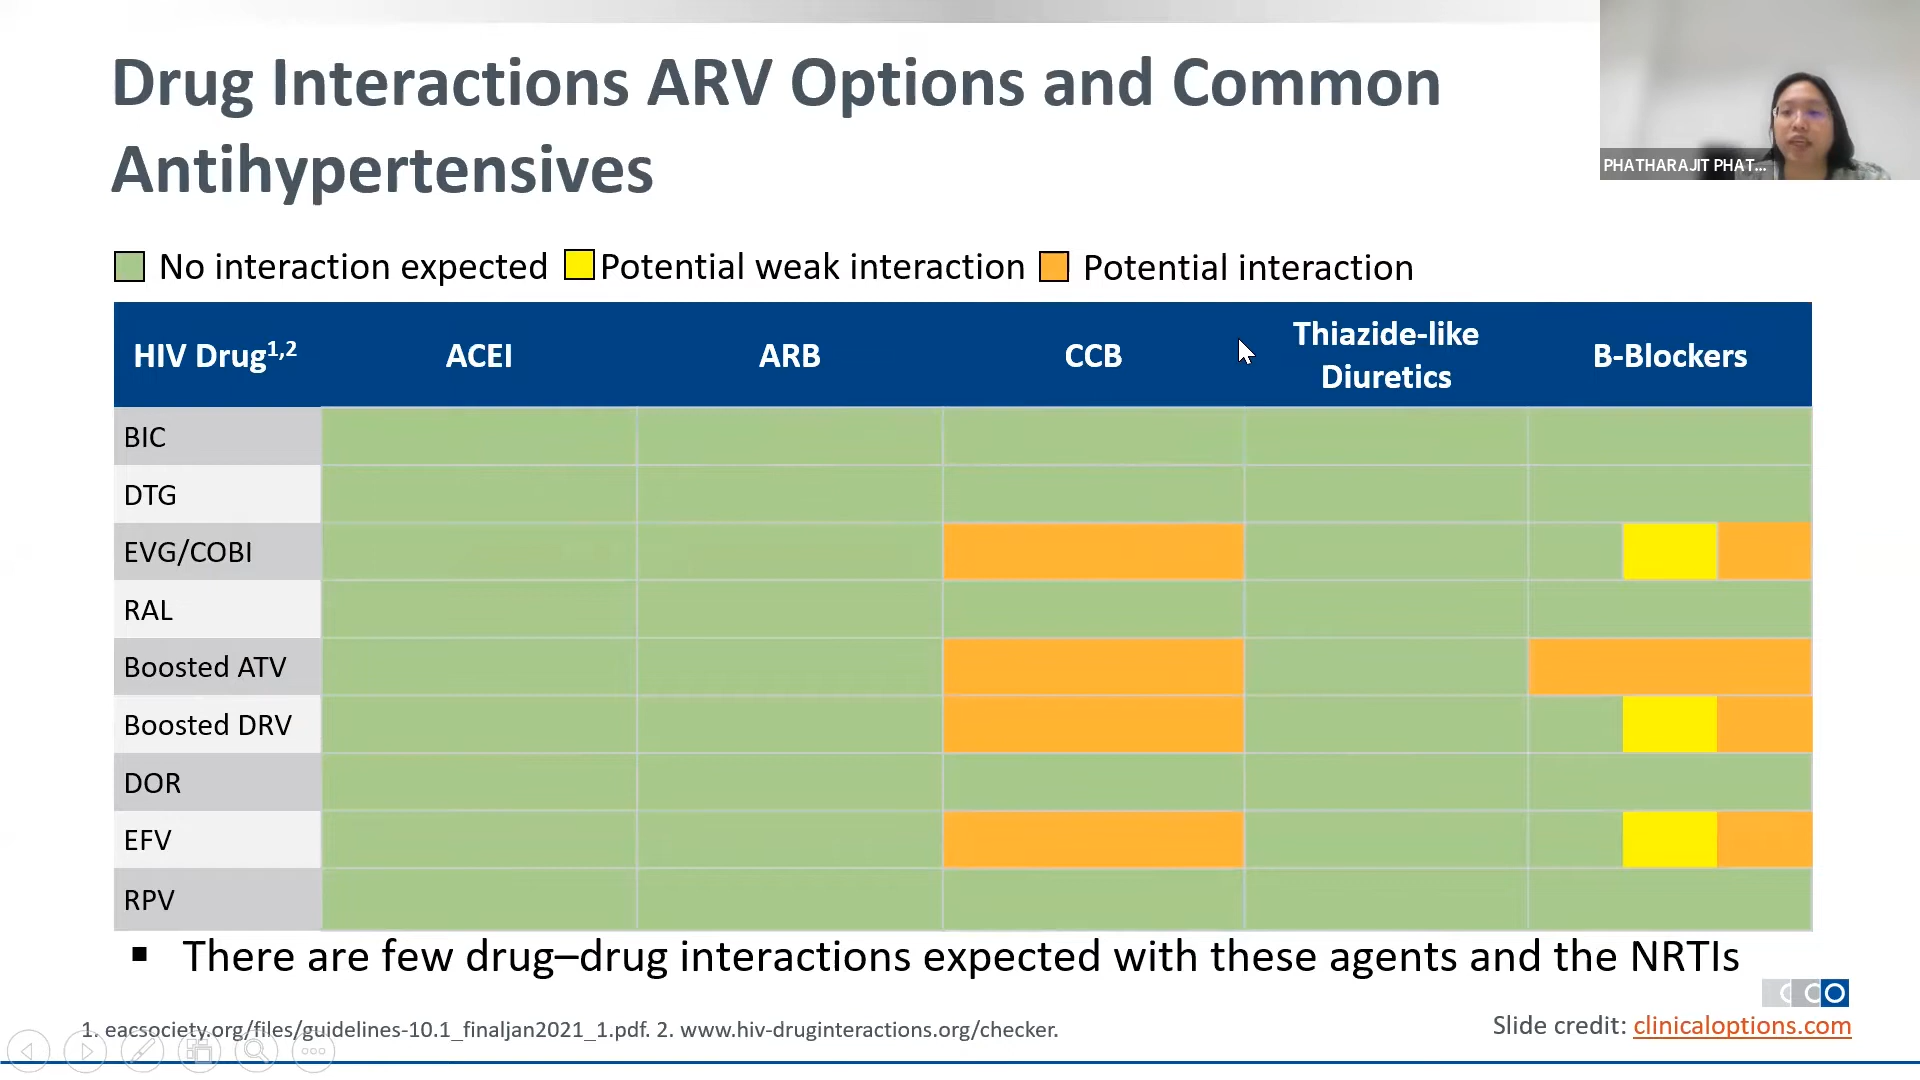 Drug Interactions ARV Options and Common
Antihypertensives
PHATHARAJIT PHAT...
No interaction expected Potential weak interaction Potential interaction
HIV Drug1,2 ACEI ARB CCB Thiazide-like Diuretics B-Blockers
BIC
DTG
EVG/COBI
RAL
Boosted ATV
Boosted DRV
DOR
EFV
RPV
▪ There are few drug–drug interactions expected with these agents and the NRTIs
CCO
1. eacsociety.org/files/guidelines-10.1_finaljan2021_1.pdf. 2. www.hiv-druginteractions.org/checker.
Slide credit: clinicaloptions.com